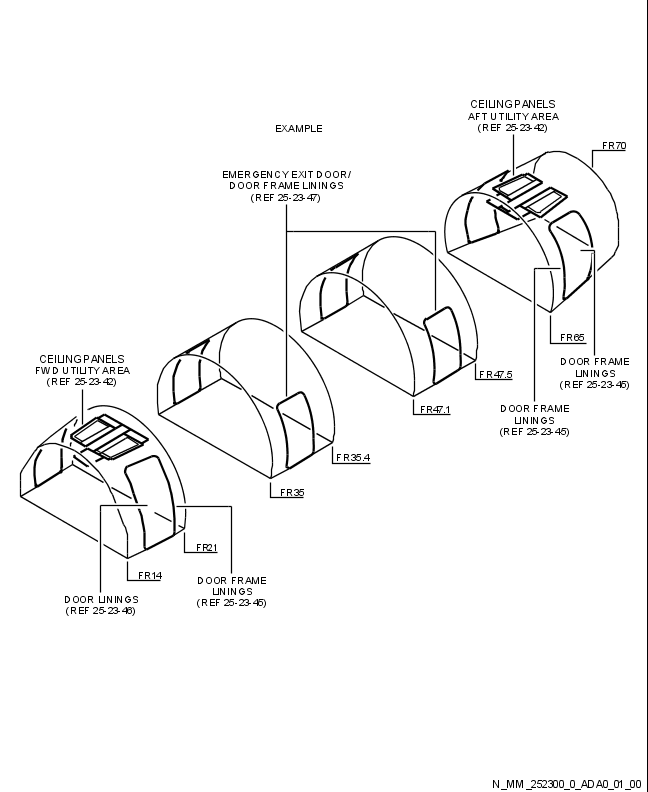 CEILING PANELS
AFT UTILITY AREA
(REF 25-23-42)
EXAMPLE
FR70
EMERGENCY EXIT DOOR/
DOOR FRAME LININGS
(REF 25-23-47)
FR65
DOOR FRAME
LININGS
(REF 25-23-45)
CEILING PANELS
FWD UTILITY AREA
(REF 25-23-42)
FR47.5
DOOR FRAME
LININGS
(REF 25-23-45)
FR47.1
FR35.4
FR35
FR21
FR14
DOOR FRAME
LININGS
(REF 25-23-45)
DOOR LININGS
(REF 25-23-46)
N_MM_252300_0_ADA0_01_00